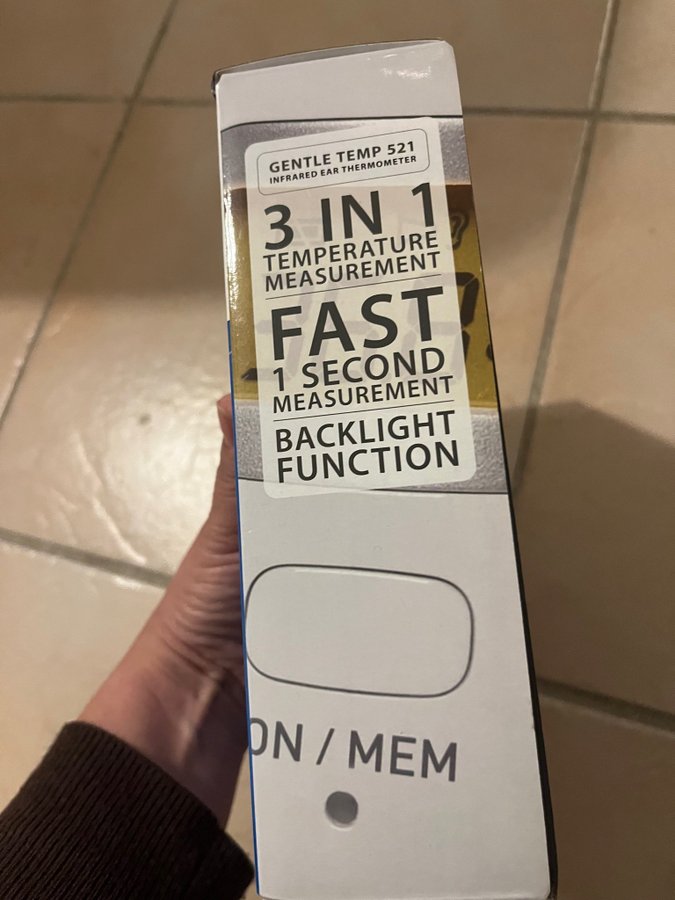 GENTLE TEMP 521
INFRARED EAR THERMOMETER
3 IN 1
TEMPERATURE
MEASUREMENT
FAST
1 SECOND
MEASUREMENT
BACKLIGHT
FUNCTION
ON / MEM